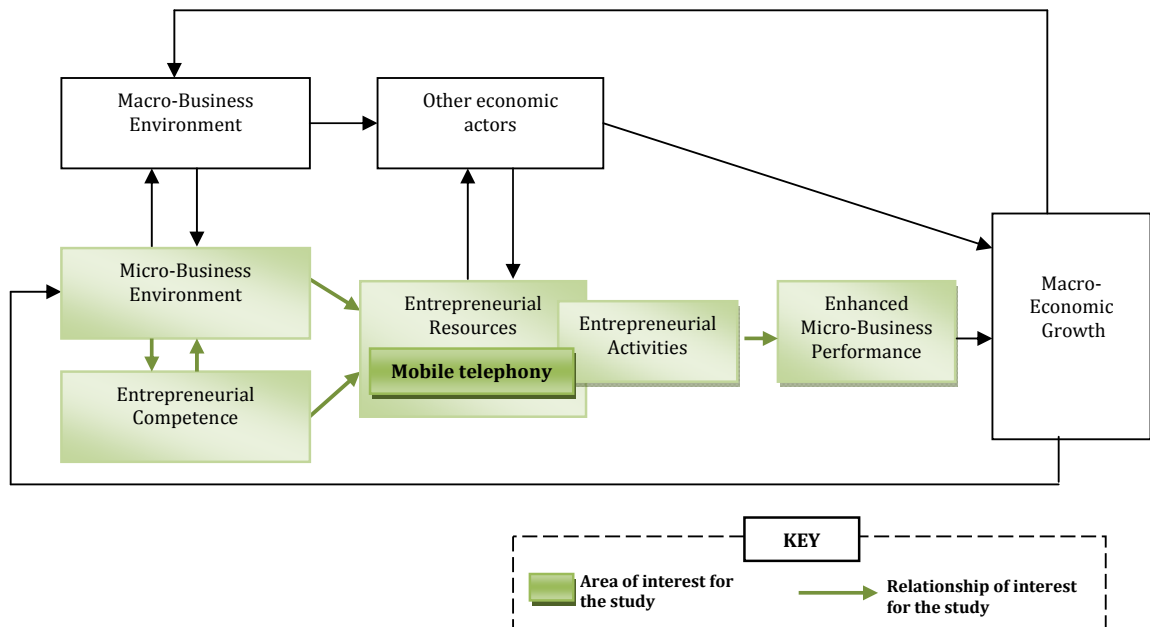 Macro-Business
Environment
Other economic
actors
Micro-Business
Environment
Entrepreneurial
Resources
Entrepreneurial
Activities
Enhanced
Micro-Business
Performance
Macro-
Economic
Growth
Mobile telephony
Entrepreneurial
Competence
KEY
Area of interest for
the study
Relationship of interest
for the study